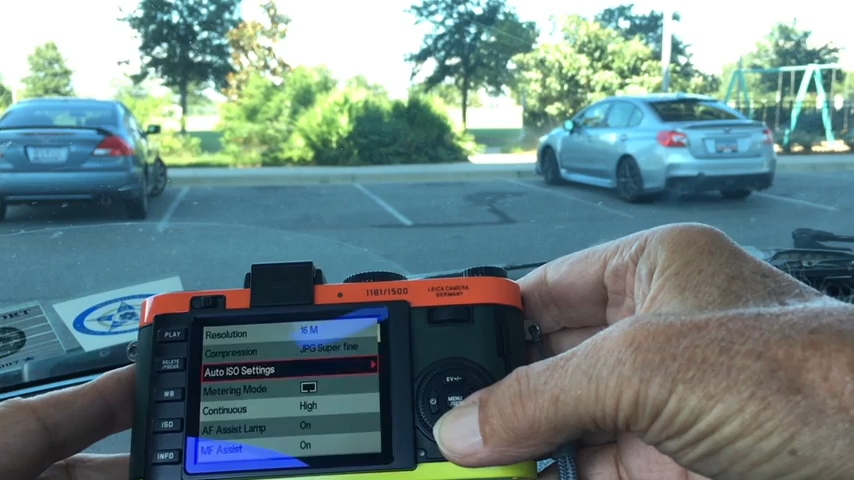 1181/1500
LEICA CAMERA
GERMANY
PLAY
DELETE
WB
ISO
INFO
Resolution 16 M
Compression JPG Super fine
Auto ISO Settings
Metering Mode
Continuous High
AF Assist Lamp On
MF Assist On
EV+/-
MENU
/SET